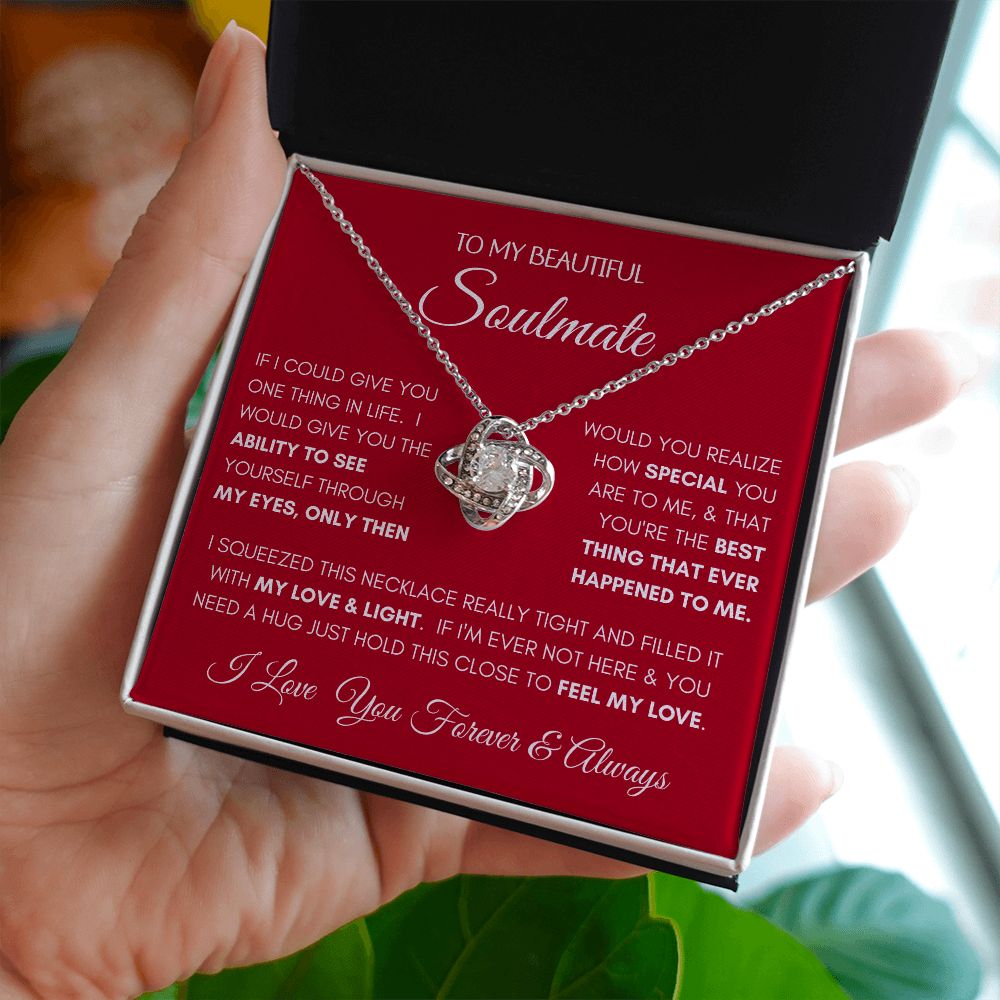 TO MY BEAUTIFUL
Soulmate
IF I COULD GIVE YOU
ONE THING IN LIFE. I
WOULD GIVE YOU THE
ABILITY TO SEE
YOURSELF THROUGH
MY EYES, ONLY THEN
WOULD YOU REALIZE
HOW SPECIAL YOU
ARE TO ME, & THAT
YOU'RE THE BEST
THING THAT EVER
HAPPENED TO ME.
I SQUEEZED THIS NECKLACE REALLY TIGHT AND FILLED IT
WITH MY LOVE & LIGHT. IF I'M EVER NOT HERE & YOU
NEED A HUG JUST HOLD THIS CLOSE TO FEEL MY LOVE.
I Love You Forever & Always